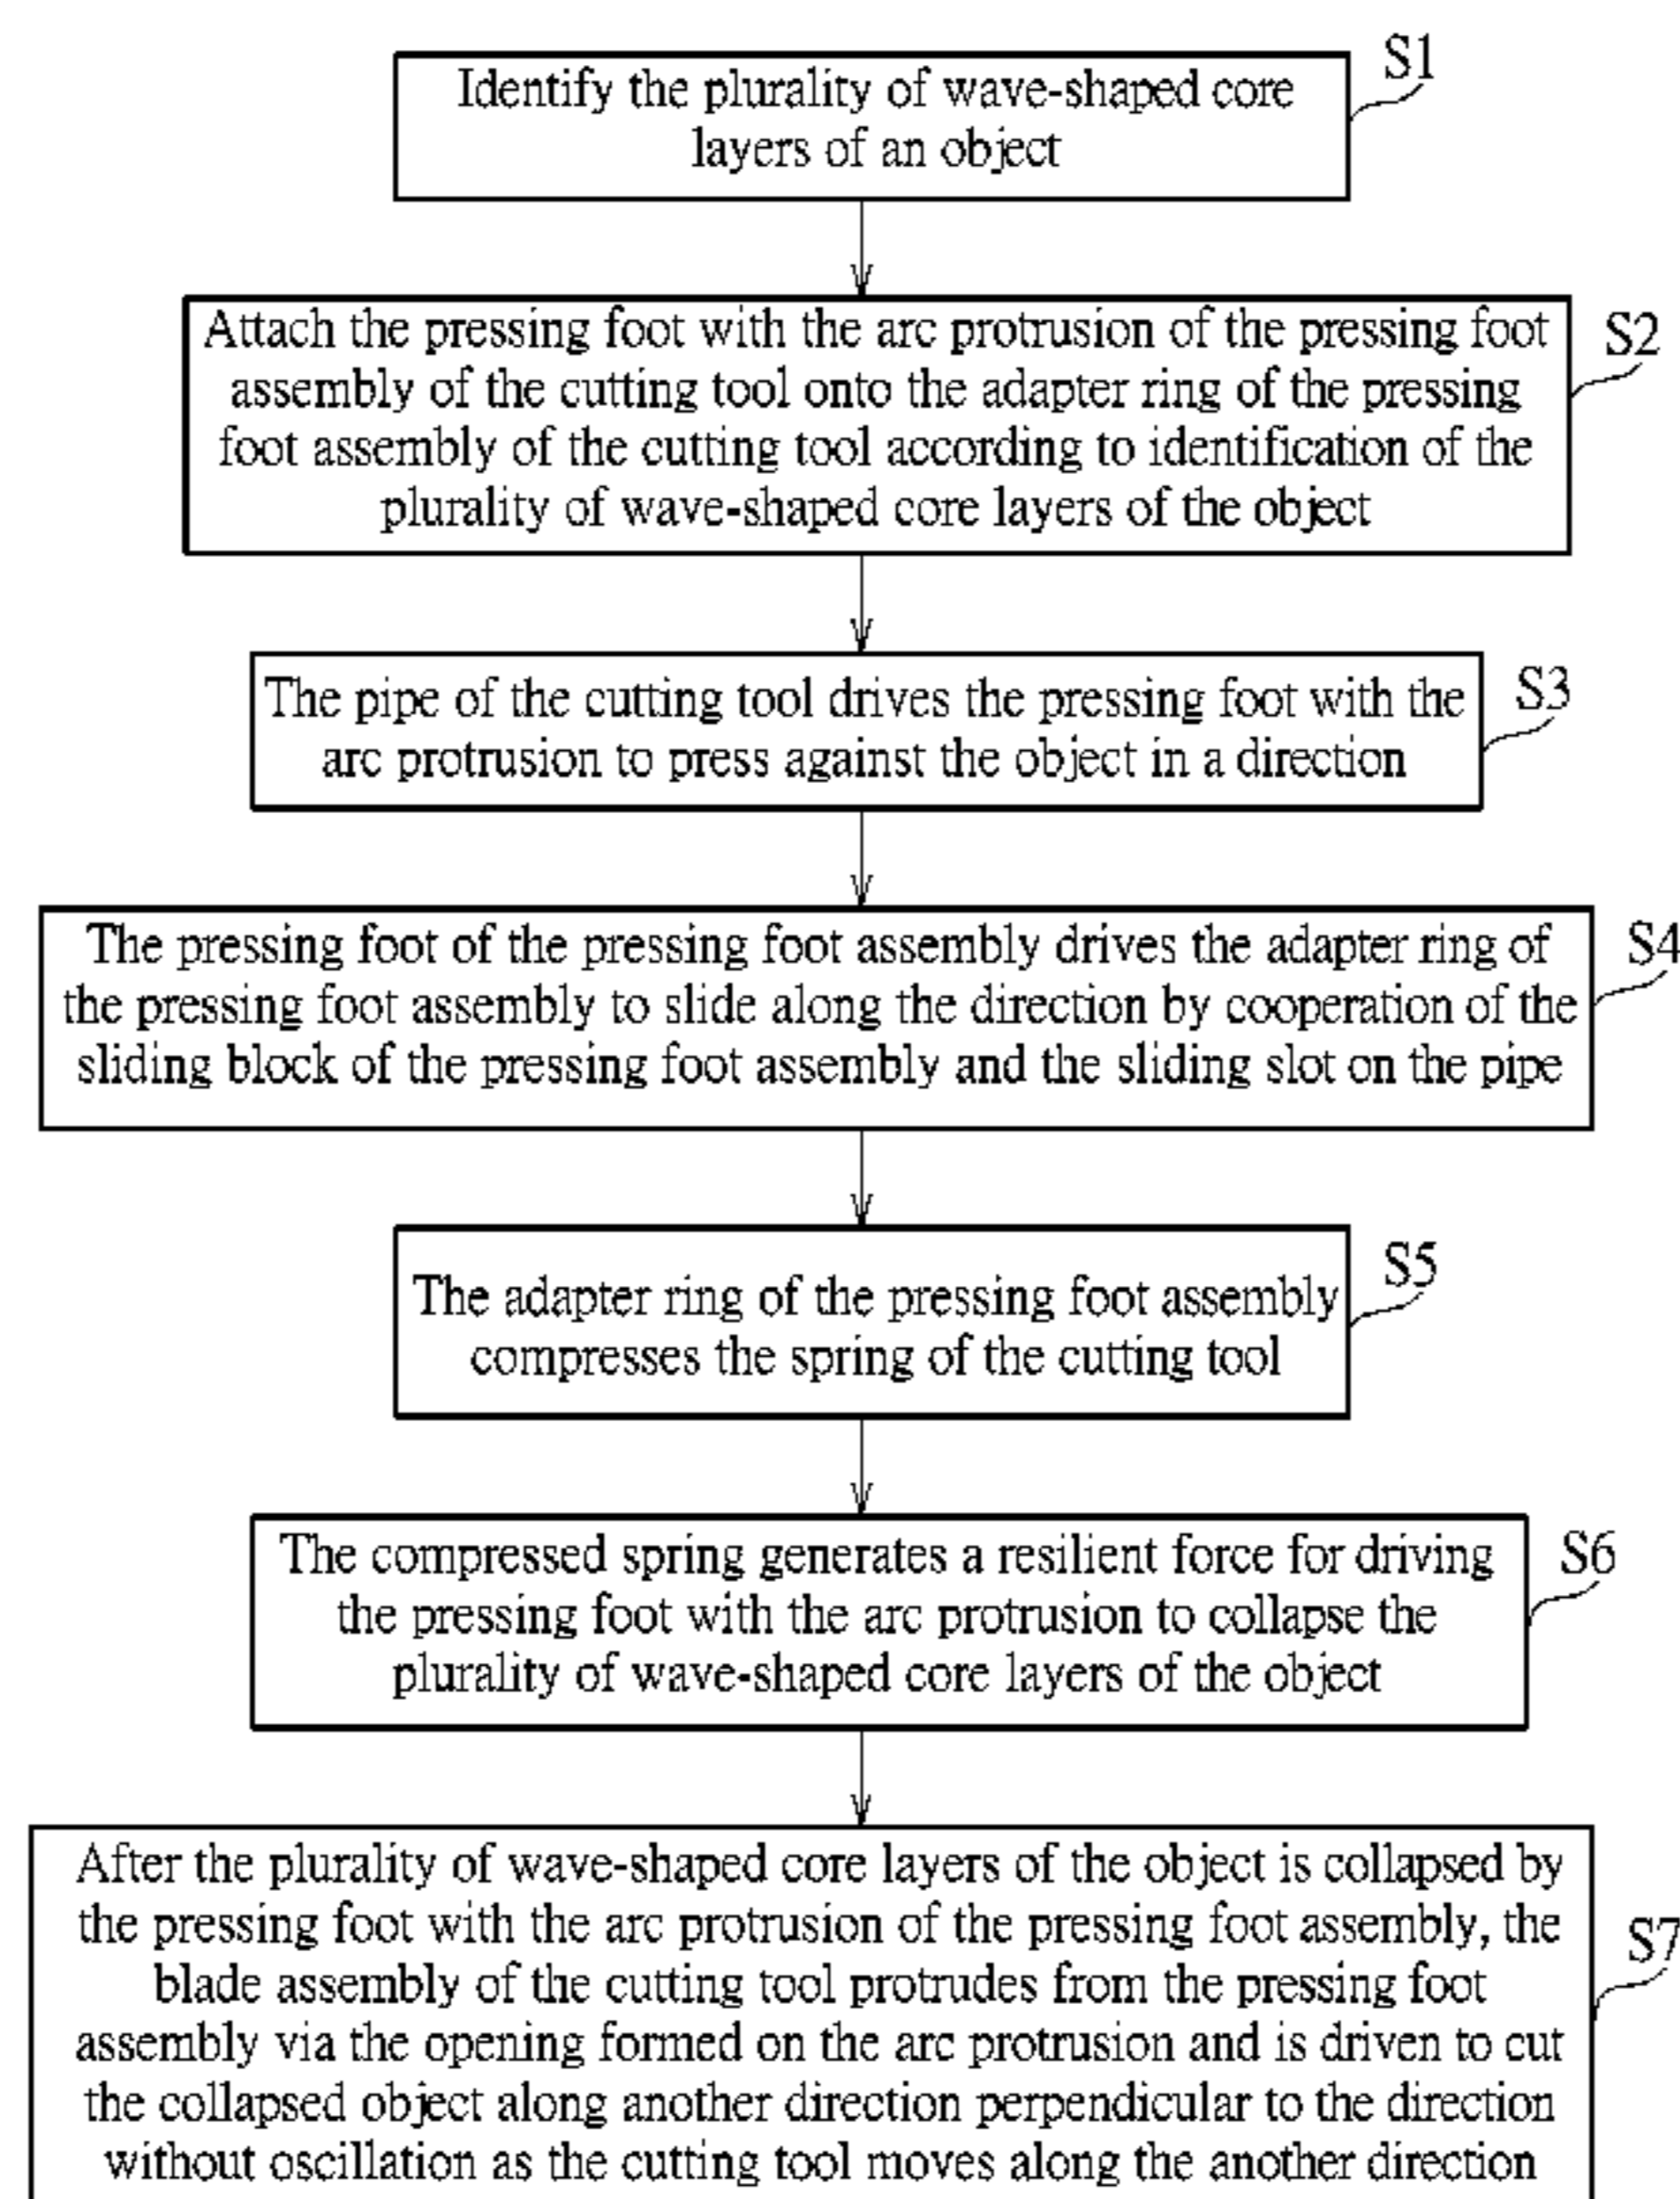 Identify the plurality of wave-shaped core
layers of an object
S1
Attach the pressing foot with the arc protrusion of the pressing foot
assembly of the cutting tool onto the adapter ring of the pressing
foot assembly of the cutting tool according to identification of the
plurality of wave-shaped core layers of the object
S2
The pipe of the cutting tool drives the pressing foot with the
arc protrusion to press against the object in a direction
S3
The pressing foot of the pressing foot assembly drives the adapter ring of
the pressing foot assembly to slide along the direction by cooperation of the
sliding block of the pressing foot assembly and the sliding slot on the pipe
S4
The adapter ring of the pressing foot assembly
compresses the spring of the cutting tool
S5
The compressed spring generates a resilient force for driving
the pressing foot with the arc protrusion to collapse the
plurality of wave-shaped core layers of the object
S6
After the plurality of wave-shaped core layers of the object is collapsed by
the pressing foot with the arc protrusion of the pressing foot assembly, the
blade assembly of the cutting tool protrudes from the pressing foot
assembly via the opening formed on the arc protrusion and is driven to cut
the collapsed object along another direction perpendicular to the direction
without oscillation as the cutting tool moves along the another direction
S7